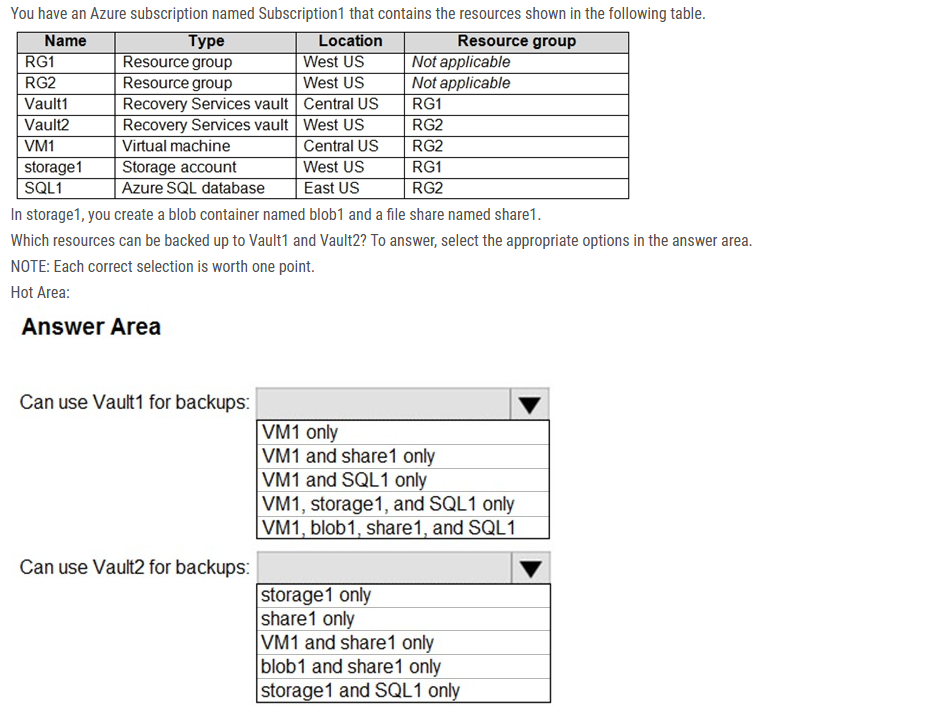 You have an Azure subscription named Subscription1 that contains the resources shown in the following table.
Name Type Location Resource group
RG1 Resource group West US Not applicable
RG2 Resource group West US Not applicable
Vault1 Recovery Services vault Central US RG1
Vault2 Recovery Services vault West US RG2
VM1 Virtual machine Central US RG2
storage1 Storage account West US RG1
SQL1 Azure SQL database East US RG2
In storage1, you create a blob container named blob1 and a file share named share1.
Which resources can be backed up to Vault1 and Vault2? To answer, select the appropriate options in the answer area.
NOTE: Each correct selection is worth one point.
Hot Area:
Answer Area
Can use Vault1 for backups:
VM1 only
VM1 and share1 only
VM1 and SQL1 only
VM1, storage1, and SQL1 only
VM1, blob1, share1, and SQL1
Can use Vault2 for backups:
storage1 only
share1 only
VM1 and share1 only
blob1 and share1 only
storage1 and SQL1 only